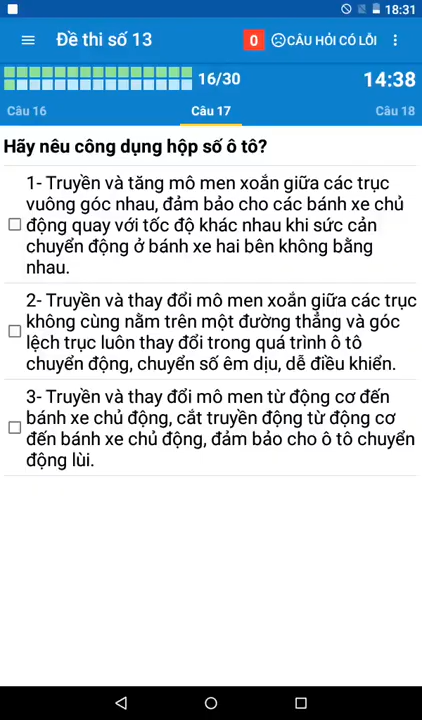 18:31
Đề thi số 13
0
CÂU HỎI CÓ LỖI
16/30
14:38
Câu 16
Câu 17
Câu 18
Hãy nêu công dụng hộp số ô tô?
1- Truyền và tăng mô men xoắn giữa các trục
vuông góc nhau, đảm bảo cho các bánh xe chủ
động quay với tốc độ khác nhau khi sức cản
chuyển động ở bánh xe hai bên không bằng
nhau.
2- Truyền và thay đổi mô men xoắn giữa các trục
không cùng nằm trên một đường thẳng và góc
lệch trục luôn thay đổi trong quá trình ô tô
chuyển động, chuyển số êm dịu, dễ điều khiển.
3- Truyền và thay đổi mô men từ động cơ đến
bánh xe chủ động, cắt truyền động từ động cơ
đến bánh xe chủ động, đảm bảo cho ô tô chuyển
động lùi.